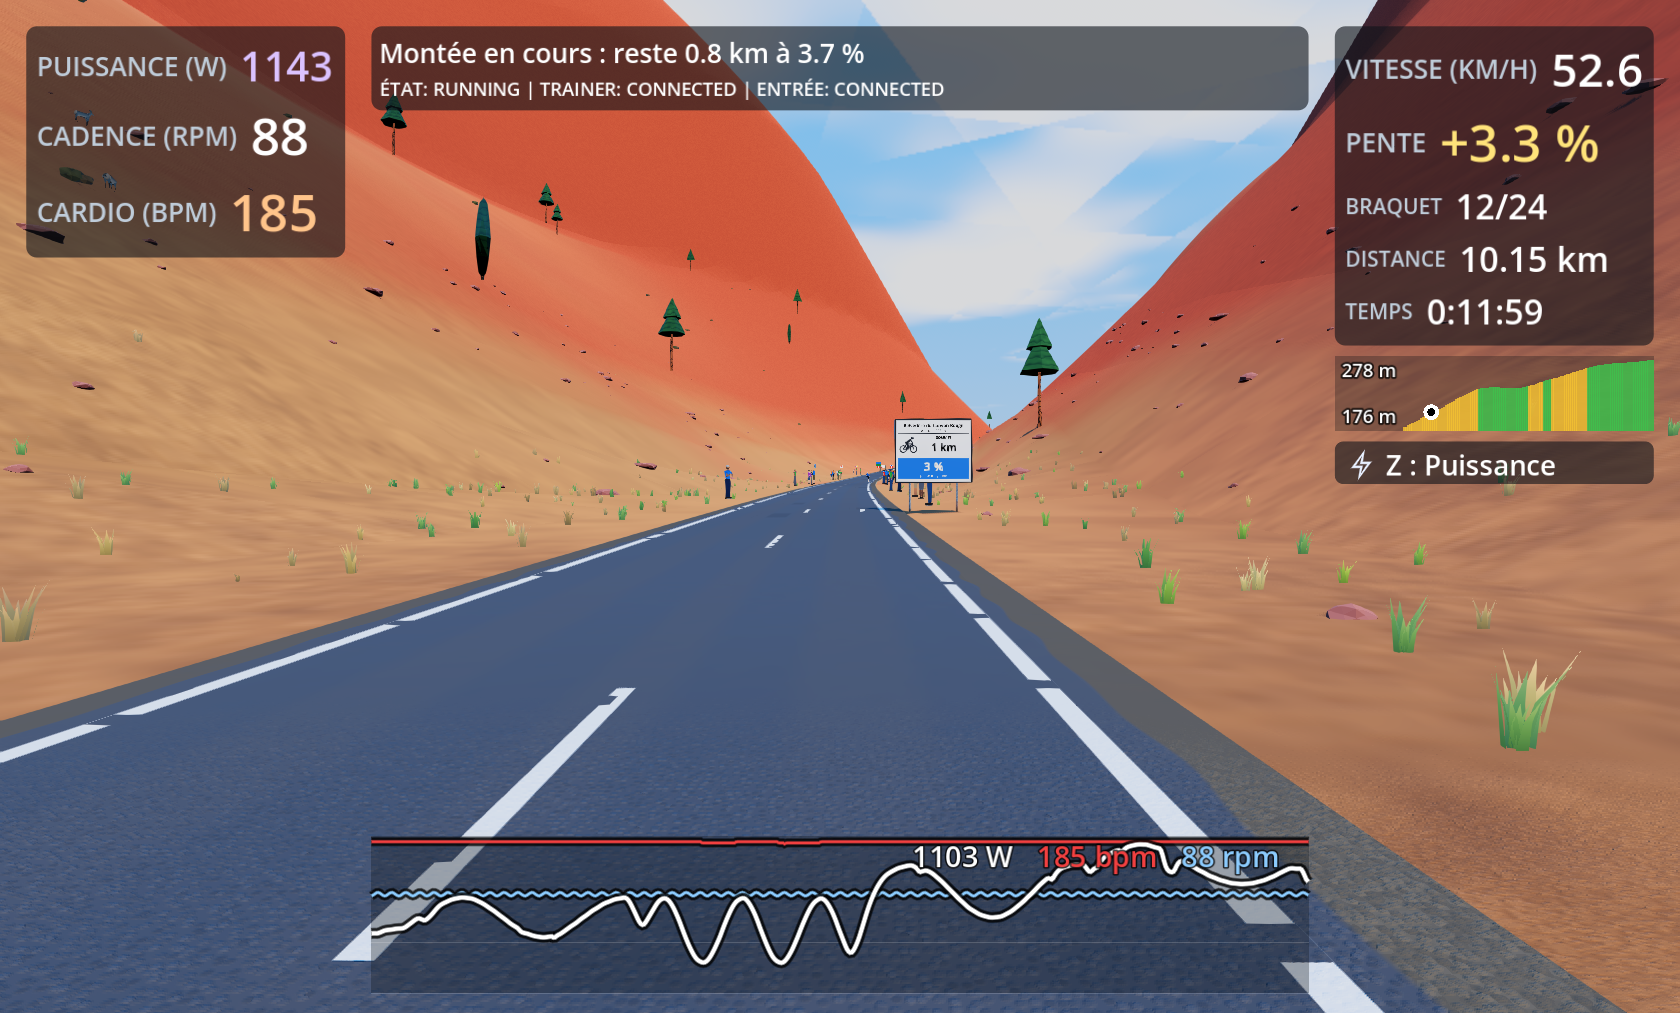 PUISSANCE (W) 1143
CADENCE (RPM) 88
CARDIO (BPM) 185
Montée en cours : reste 0.8 km à 3.7 %
ÉTAT: RUNNING | TRAINER: CONNECTED | ENTRÉE: CONNECTED
VITESSE (KM/H) 52.6
PENTE +3.3 %
BRAQUET 12/24
DISTANCE 10.15 km
TEMPS 0:11:59
278 m
176 m
Z : Puissance
1 km
3 %
1103 W 185 bpm 88 rpm